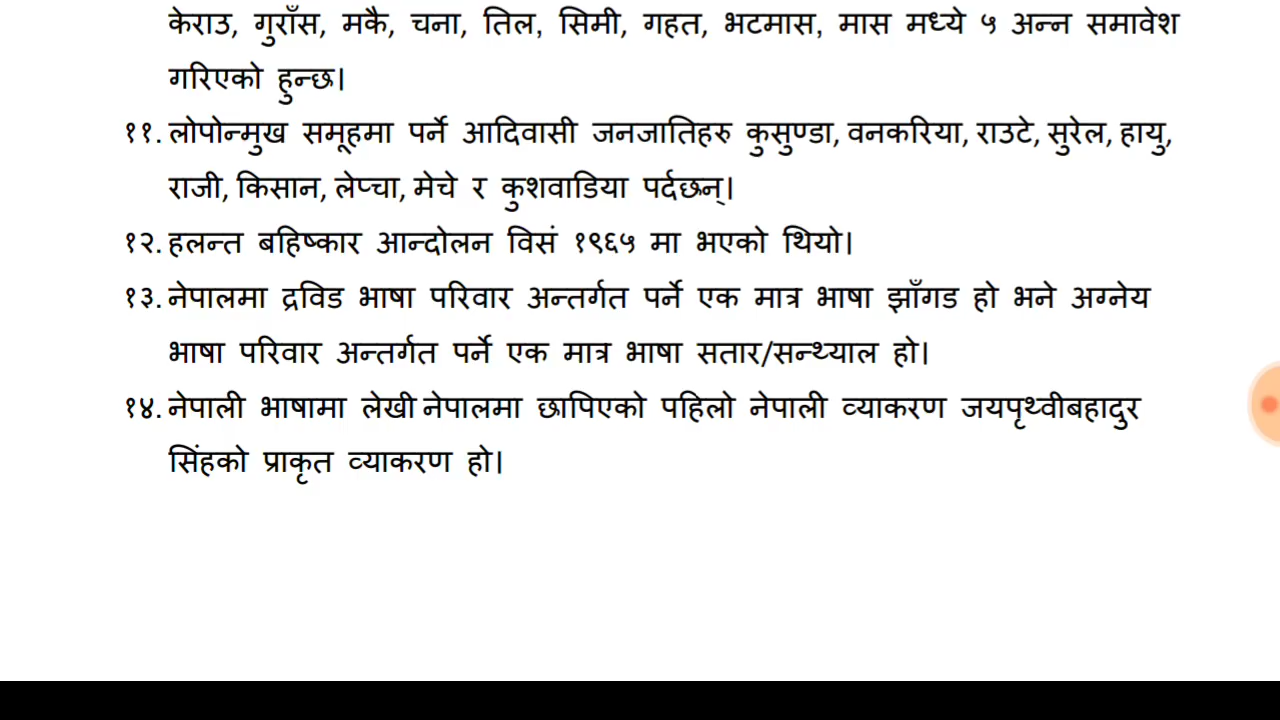 केराउ, गुराँस, मकै, चना, तिल, सिमी, गहत, भटमास, मास मध्ये ५ अन्न समावेश
गरिएको हुन्छ।
११. लोपोन्मुख समूहमा पर्ने आदिवासी जनजातिहरु कुसुण्डा, वनकरिया, राउटे, सुरेल, हायु,
राजी, किसान, लेप्चा, मेचे र कुशवाडिया पर्दछन्।
१२. हलन्त बहिष्कार आन्दोलन विसं १९६५ मा भएको थियो।
१३. नेपालमा द्रविड भाषा परिवार अन्तर्गत पर्ने एक मात्र भाषा झाँगड हो भने अग्नेय
भाषा परिवार अन्तर्गत पर्ने एक मात्र भाषा सतार/सन्थ्याल हो।
१४. नेपाली भाषामा लेखी नेपालमा छापिएको पहिलो नेपाली व्याकरण जयपृथ्वीबहादुर
सिंहको प्राकृत व्याकरण हो।